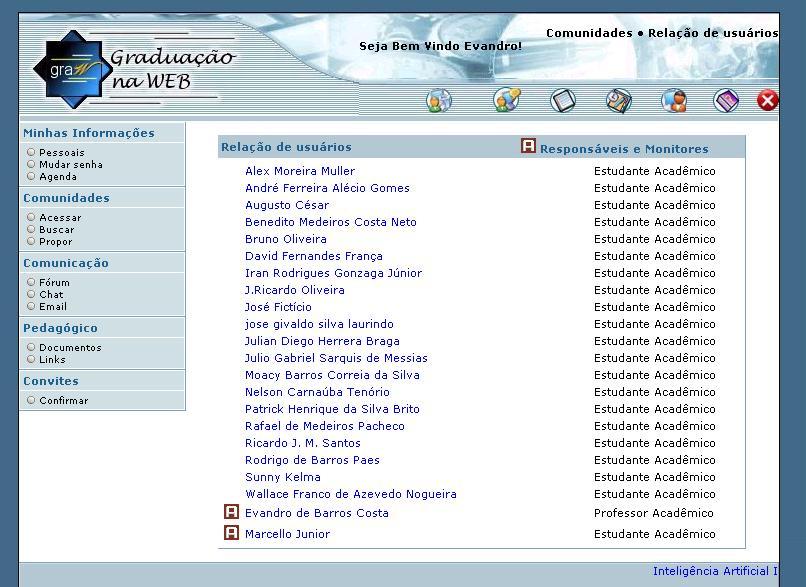 Comunidades • Relação de usuários
Seja Bem Vindo Evandro!
graW Graduação
na WEB
Minhas Informações
Pessoais
Mudar senha
Agenda
Comunidades
Acessar
Buscar
Propor
Comunicação
Fórum
Chat
Email
Pedagógico
Documentos
Links
Convites
Confirmar
Relação de usuários A Responsáveis e Monitores
Alex Moreira Muller Estudante Acadêmico
André Ferreira Alécio Gomes Estudante Acadêmico
Augusto César Estudante Acadêmico
Benedito Medeiros Costa Neto Estudante Acadêmico
Bruno Oliveira Estudante Acadêmico
David Fernandes França Estudante Acadêmico
Iran Rodrigues Gonzaga Júnior Estudante Acadêmico
J.Ricardo Oliveira Estudante Acadêmico
José Fictício Estudante Acadêmico
jose givaldo silva laurindo Estudante Acadêmico
Julian Diego Herrera Braga Estudante Acadêmico
Julio Gabriel Sarquis de Messias Estudante Acadêmico
Moacy Barros Correia da Silva Estudante Acadêmico
Nelson Carnaúba Tenório Estudante Acadêmico
Patrick Henrique da Silva Brito Estudante Acadêmico
Rafael de Medeiros Pacheco Estudante Acadêmico
Ricardo J. M. Santos Estudante Acadêmico
Rodrigo de Barros Paes Estudante Acadêmico
Sunny Kelma Estudante Acadêmico
Wallace Franco de Azevedo Nogueira Estudante Acadêmico
A Evandro de Barros Costa Professor Acadêmico
A Marcello Junior Estudante Acadêmico
Inteligência Artificial I